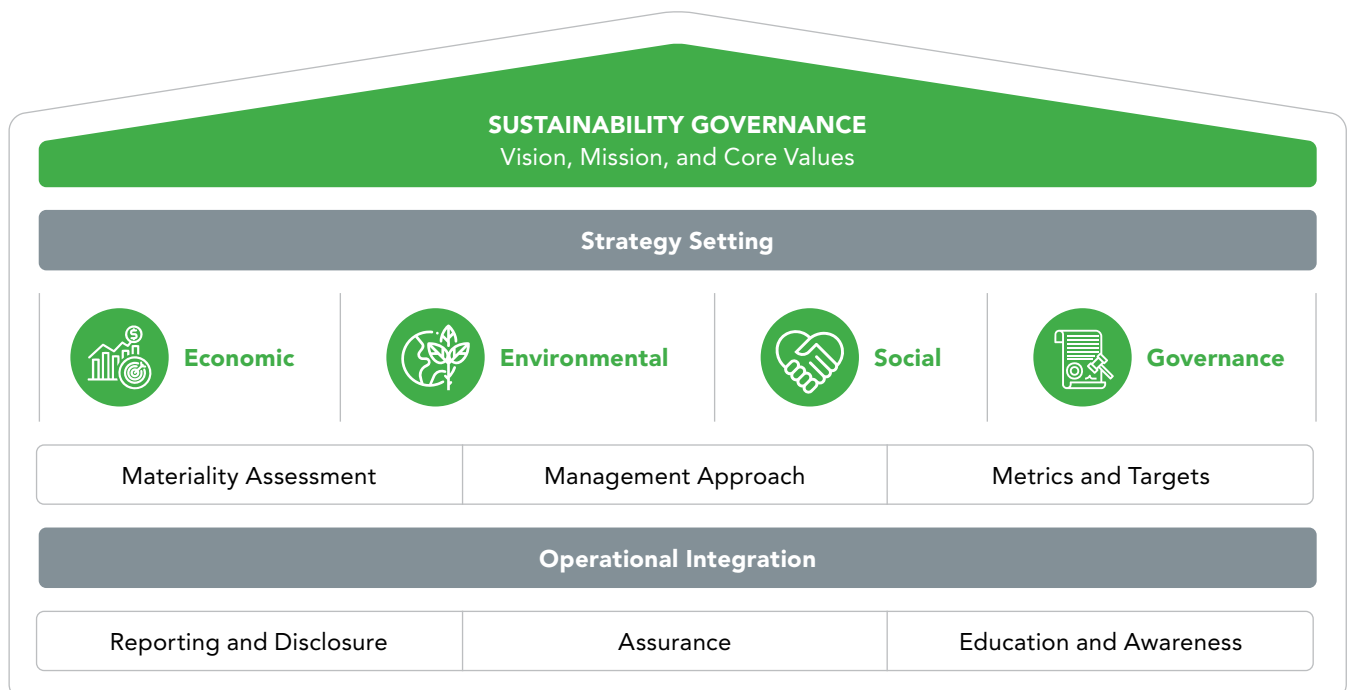 SUSTAINABILITY GOVERNANCE
Vision, Mission, and Core Values
Strategy Setting
Economic
Environmental
Social
Governance
Materiality Assessment
Management Approach
Metrics and Targets
Operational Integration
Reporting and Disclosure
Assurance
Education and Awareness